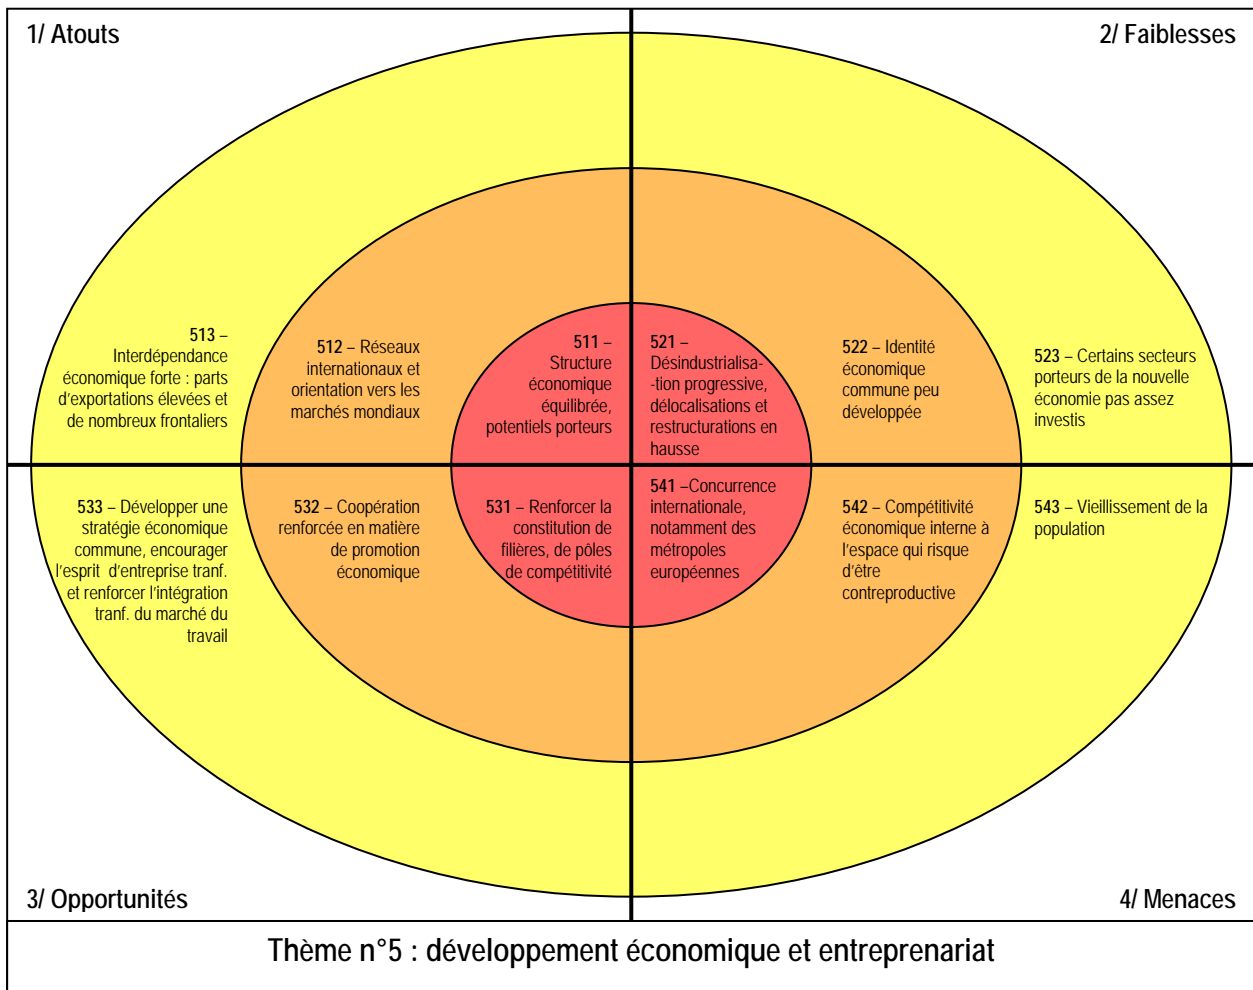 1/ Atouts
2/ Faiblesses
513 –
Interdépendance
économique forte : parts
d'exportations élevées et
de nombreux frontaliers
512 – Réseaux
internationaux et
orientation vers les
marchés mondiaux
511 –
Structure
économique
équilibrée,
potentiels porteurs
521 –
Désindustrialisa-
-tion progressive,
délocalisations et
restructurations en
hausse
522 – Identité
économique
commune peu
développée
523 – Certains secteurs
porteurs de la nouvelle
économie pas assez
investis
533 – Développer une
stratégie économique
commune, encourager
l'esprit d'entreprise tranf.
et renforcer l'intégration
tranf. du marché du
travail
532 – Coopération
renforcée en matière
de promotion
économique
531 – Renforcer la
constitution de
filières, de pôles
de compétitivité
541 –Concurrence
internationale,
notamment des
métropoles
européennes
542 – Compétitivité
économique interne à
l'espace qui risque
d'être
contreproductive
543 – Vieillissement de la
population
3/ Opportunités
4/ Menaces
Thème n°5 : développement économique et entreprenariat